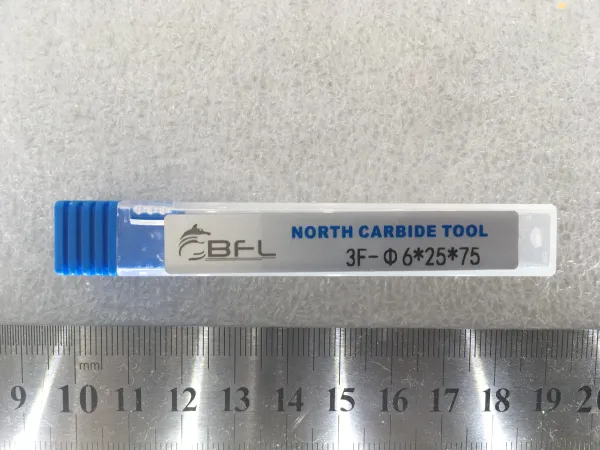 BFL
NORTH CARBIDE TOOL
3F-Φ6*25*75
mm
9 10 11 12 13 14 15 16 17 18 19 20